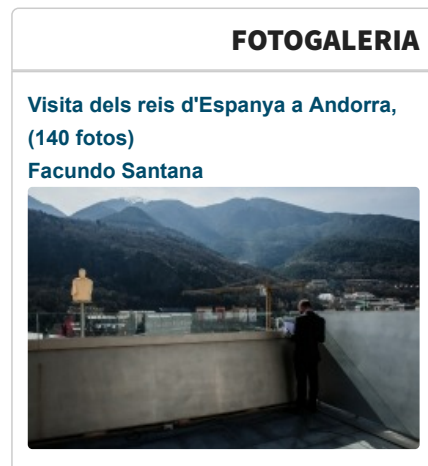 FOTOGALERIA
Visita dels reis d'Espanya a Andorra,
(140 fotos)
Facundo Santana